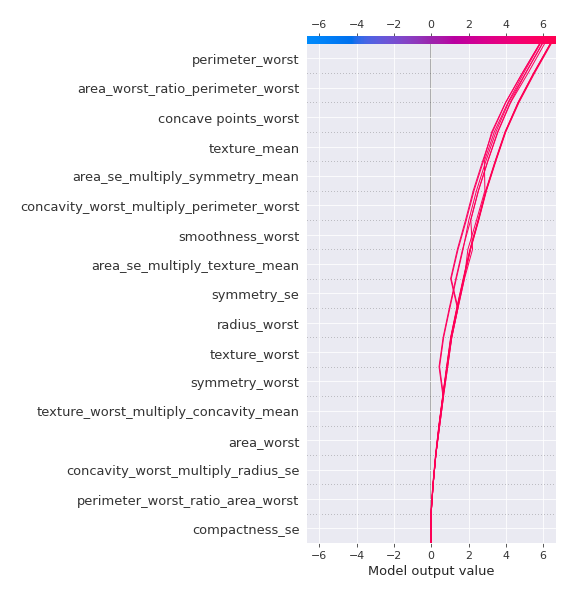 −6 −4 −2 0 2 4 6
perimeter_worst
area_worst_ratio_perimeter_worst
concave points_worst
texture_mean
area_se_multiply_symmetry_mean
concavity_worst_multiply_perimeter_worst
smoothness_worst
area_se_multiply_texture_mean
symmetry_se
radius_worst
texture_worst
symmetry_worst
texture_worst_multiply_concavity_mean
area_worst
concavity_worst_multiply_radius_se
perimeter_worst_ratio_area_worst
compactness_se
−6 −4 −2 0 2 4 6
Model output value